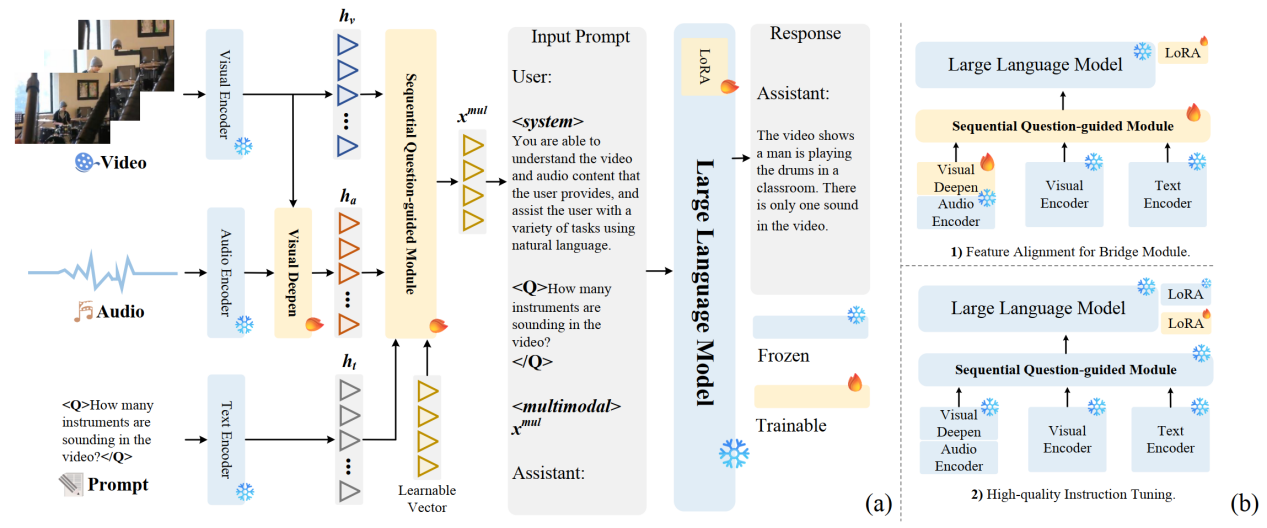 Video
Audio
<Q>How many
instruments are
sounding in the
video?</Q>
Prompt
Visual Encoder
Audio Encoder
Text Encoder
Visual Deepen
h_v
h_a
h_t
Sequential Question-guided Module
Learnable
Vector
x^mul
Input Prompt
User:
<system>
You are able to
understand the video
and audio content that
the user provides, and
assist the user with a
variety of tasks using
natural language.
<Q>How many
instruments are
sounding in the
video?
</Q>
<multimodal>
x^mul
Assistant:
LoRA
Large Language Model
Response
Assistant:
The video shows
a man is playing
the drums in a
classroom. There
is only one sound
in the video.
Frozen
Trainable
(a)
Large Language Model
LoRA
Sequential Question-guided Module
Visual
Deepen
Audio
Encoder
Visual
Encoder
Text
Encoder
1) Feature Alignment for Bridge Module.
Large Language Model
LoRA
LoRA
Sequential Question-guided Module
Visual
Deepen
Audio
Encoder
Visual
Encoder
Text
Encoder
2) High-quality Instruction Tuning.
(b)